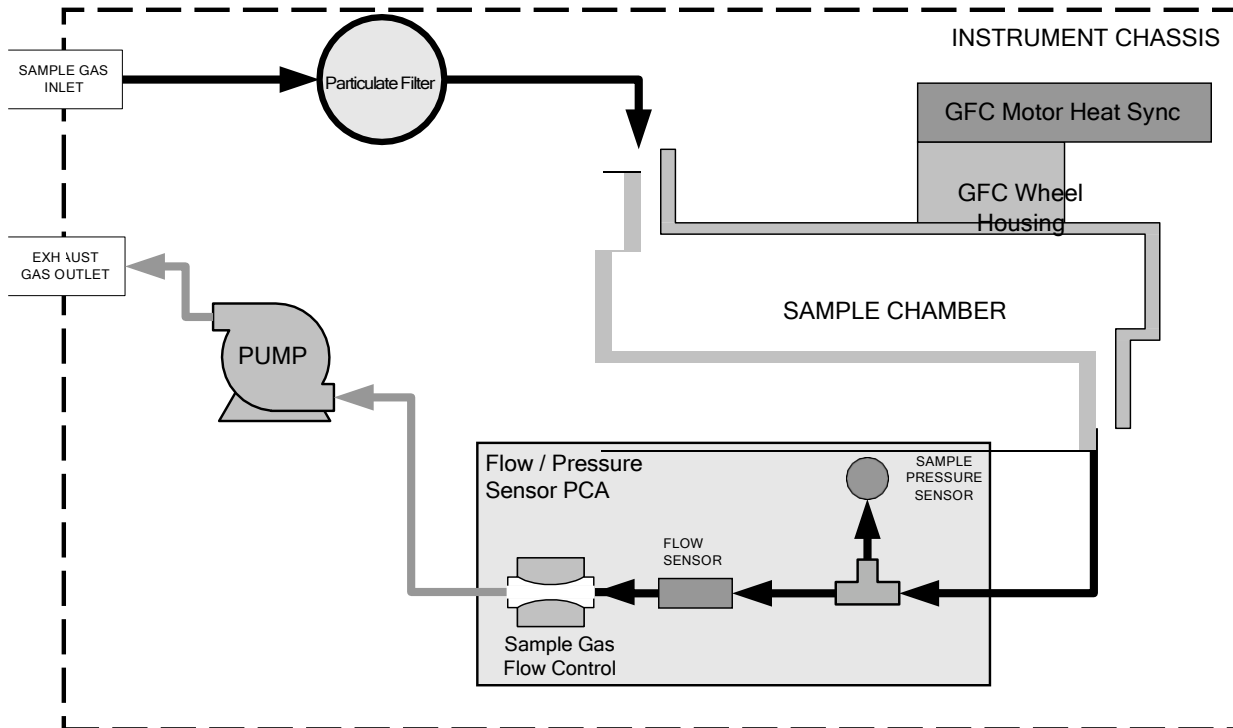 INSTRUMENT CHASSIS
SAMPLE GAS
INLET
Particulate Filter
GFC Motor Heat Sync
GFC Wheel
Housing
EXHAUST
GAS OUTLET
SAMPLE CHAMBER
PUMP
Flow / Pressure
Sensor PCA
SAMPLE
PRESSURE
SENSOR
FLOW
SENSOR
Sample Gas
Flow Control